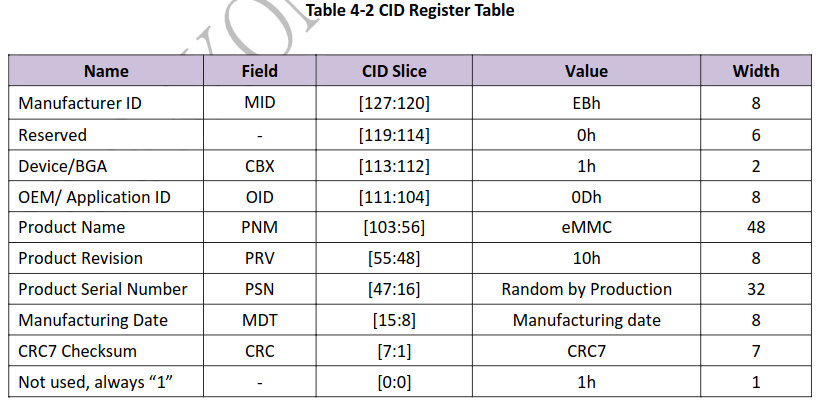 Table 4-2 CID Register Table
Name Field CID Slice Value Width
Manufacturer ID MID [127:120] EBh 8
Reserved - [119:114] 0h 6
Device/BGA CBX [113:112] 1h 2
OEM/ Application ID OID [111:104] 0Dh 8
Product Name PNM [103:56] eMMC 48
Product Revision PRV [55:48] 10h 8
Product Serial Number PSN [47:16] Random by Production 32
Manufacturing Date MDT [15:8] Manufacturing date 8
CRC7 Checksum CRC [7:1] CRC7 7
Not used, always “1” - [0:0] 1h 1